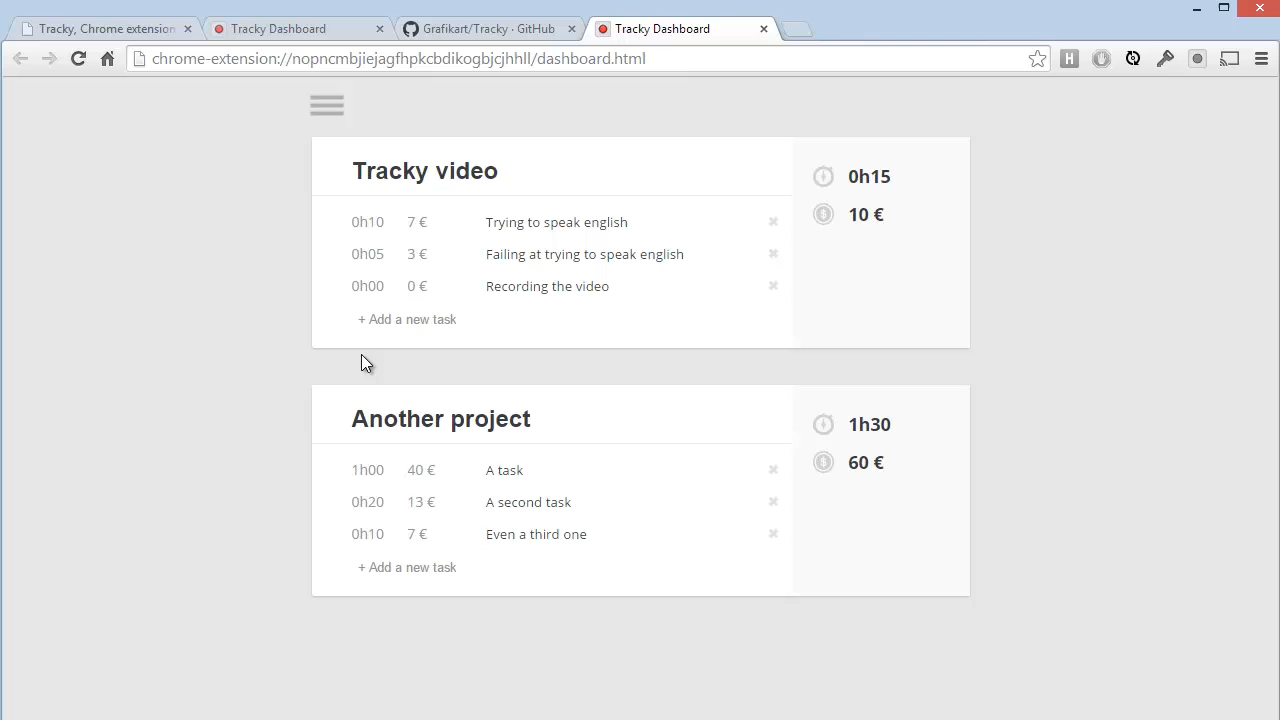 Tracky, Chrome extension
Tracky Dashboard
Grafikart/Tracky · GitHub
Tracky Dashboard
chrome-extension://nopncmbjiejagfhpkcbdikogbjcjhhll/dashboard.html
H
Tracky video
0h15
10 €
0h10 7 € Trying to speak english
0h05 3 € Failing at trying to speak english
0h00 0 € Recording the video
+ Add a new task
Another project
1h30
60 €
1h00 40 € A task
0h20 13 € A second task
0h10 7 € Even a third one
+ Add a new task